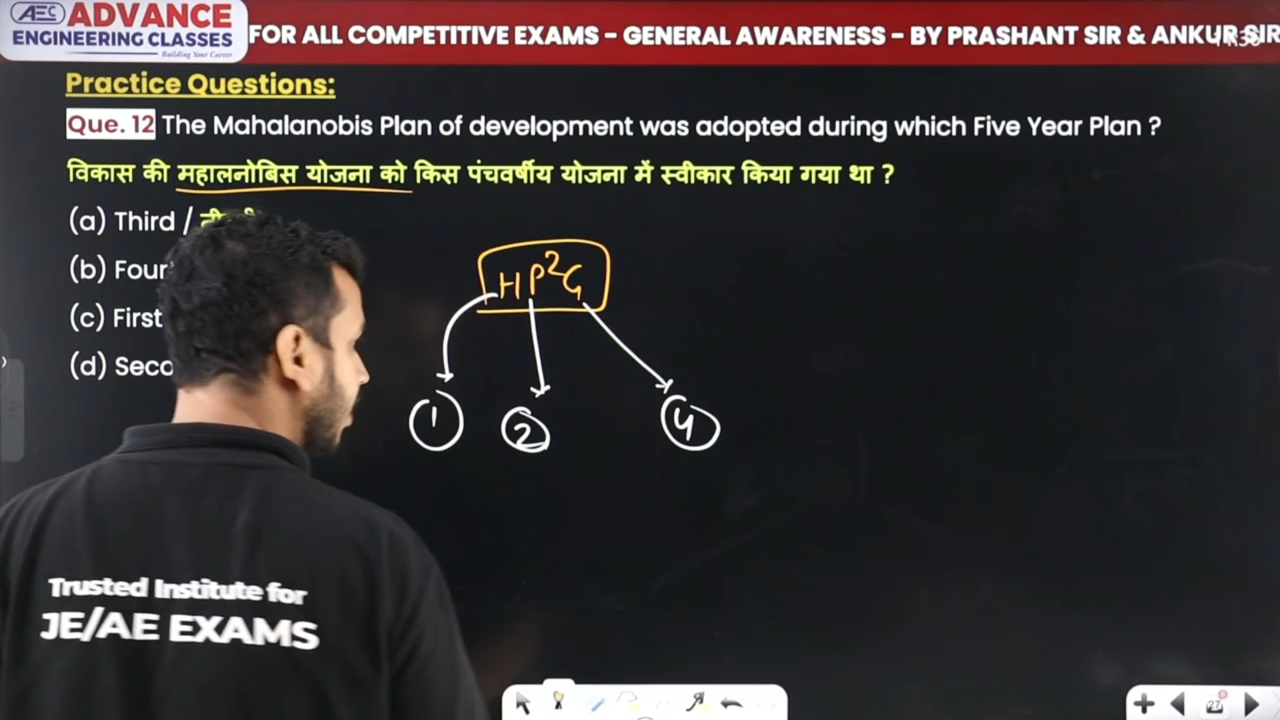 AEC ADVANCE
ENGINEERING CLASSES
Building Your Career
FOR ALL COMPETITIVE EXAMS - GENERAL AWARENESS - BY PRASHANT SIR & ANKUR SIR
Practice Questions:
Que. 12 The Mahalanobis Plan of development was adopted during which Five Year Plan ?
विकास की महालनोबिस योजना को किस पंचवर्षीय योजना में स्वीकार किया गया था ?
(a) Third /
(b) Four
(c) First
(d) Seco
HP²G
1 2 4
Trusted Institute for
JE/AE EXAMS
27